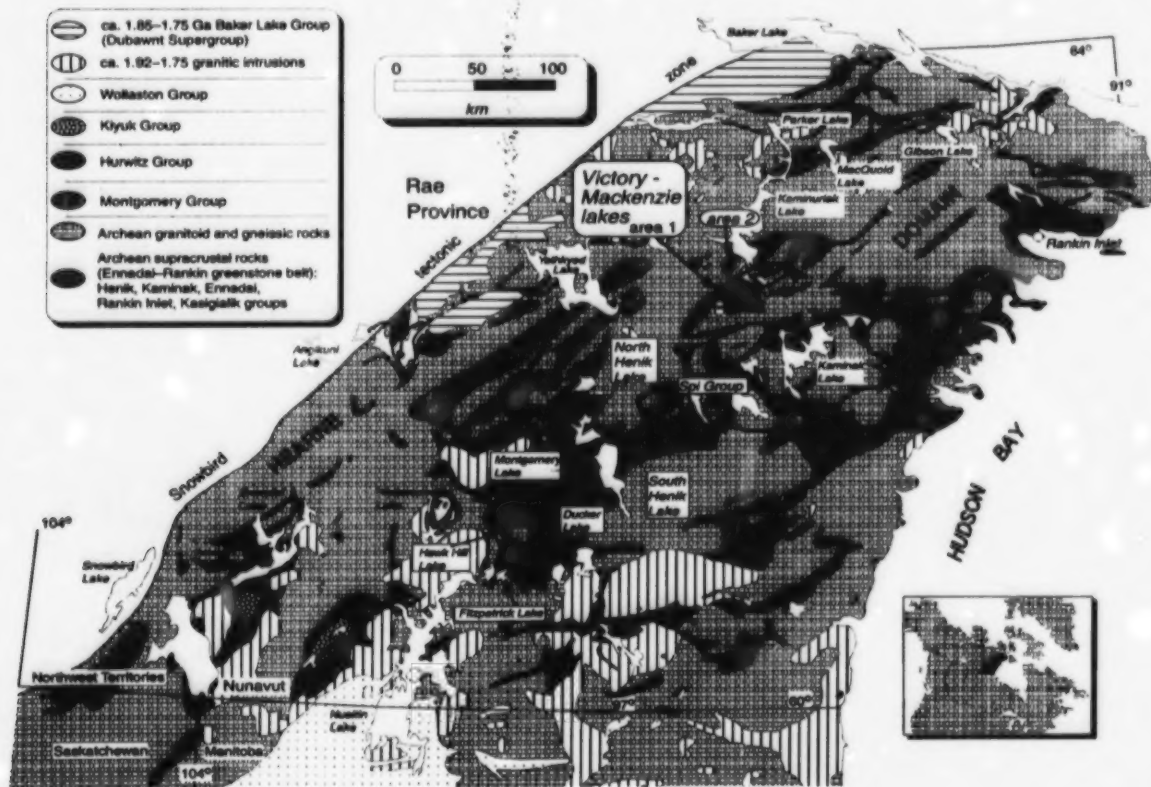 ca. 1.85–1.75 Ga Baker Lake Group
(Dubawnt Supergroup)
ca. 1.92–1.75 granitic intrusions
Wollaston Group
Kiyuk Group
Hurwitz Group
Montgomery Group
Archean granitoid and gneissic rocks
Archean supracrustal rocks
(Ennadai–Rankin greenstone belt):
Henik, Kaminak, Ennadai,
Rankin Inlet, Kasigialik groups
0 50 100
km
Baker Lake
64°
91°
zone
Parker Lake
Gibson Lake
MacQuoid
Lake
Kaminuriak
Lake
Rae
Province
Victory -
Mackenzie
lakes
area 1
area 2
Rankin Inlet
tectonic
Yathkyed
Lake
Angikuni
Lake
North
Henik
Lake
Spi Group
Kaminak
Lake
HEARNE
Snowbird
Montgomery
Lake
South
Henik
Lake
Ducker
Lake
HUDSON BAY
104°
Snowbird
Lake
Hawk Hill
Lake
Fitzpatrick Lake
Northwest Territories
Nunavut
Nueltin
Lake
97°
60°
Saskatchewan
Manitoba
104°